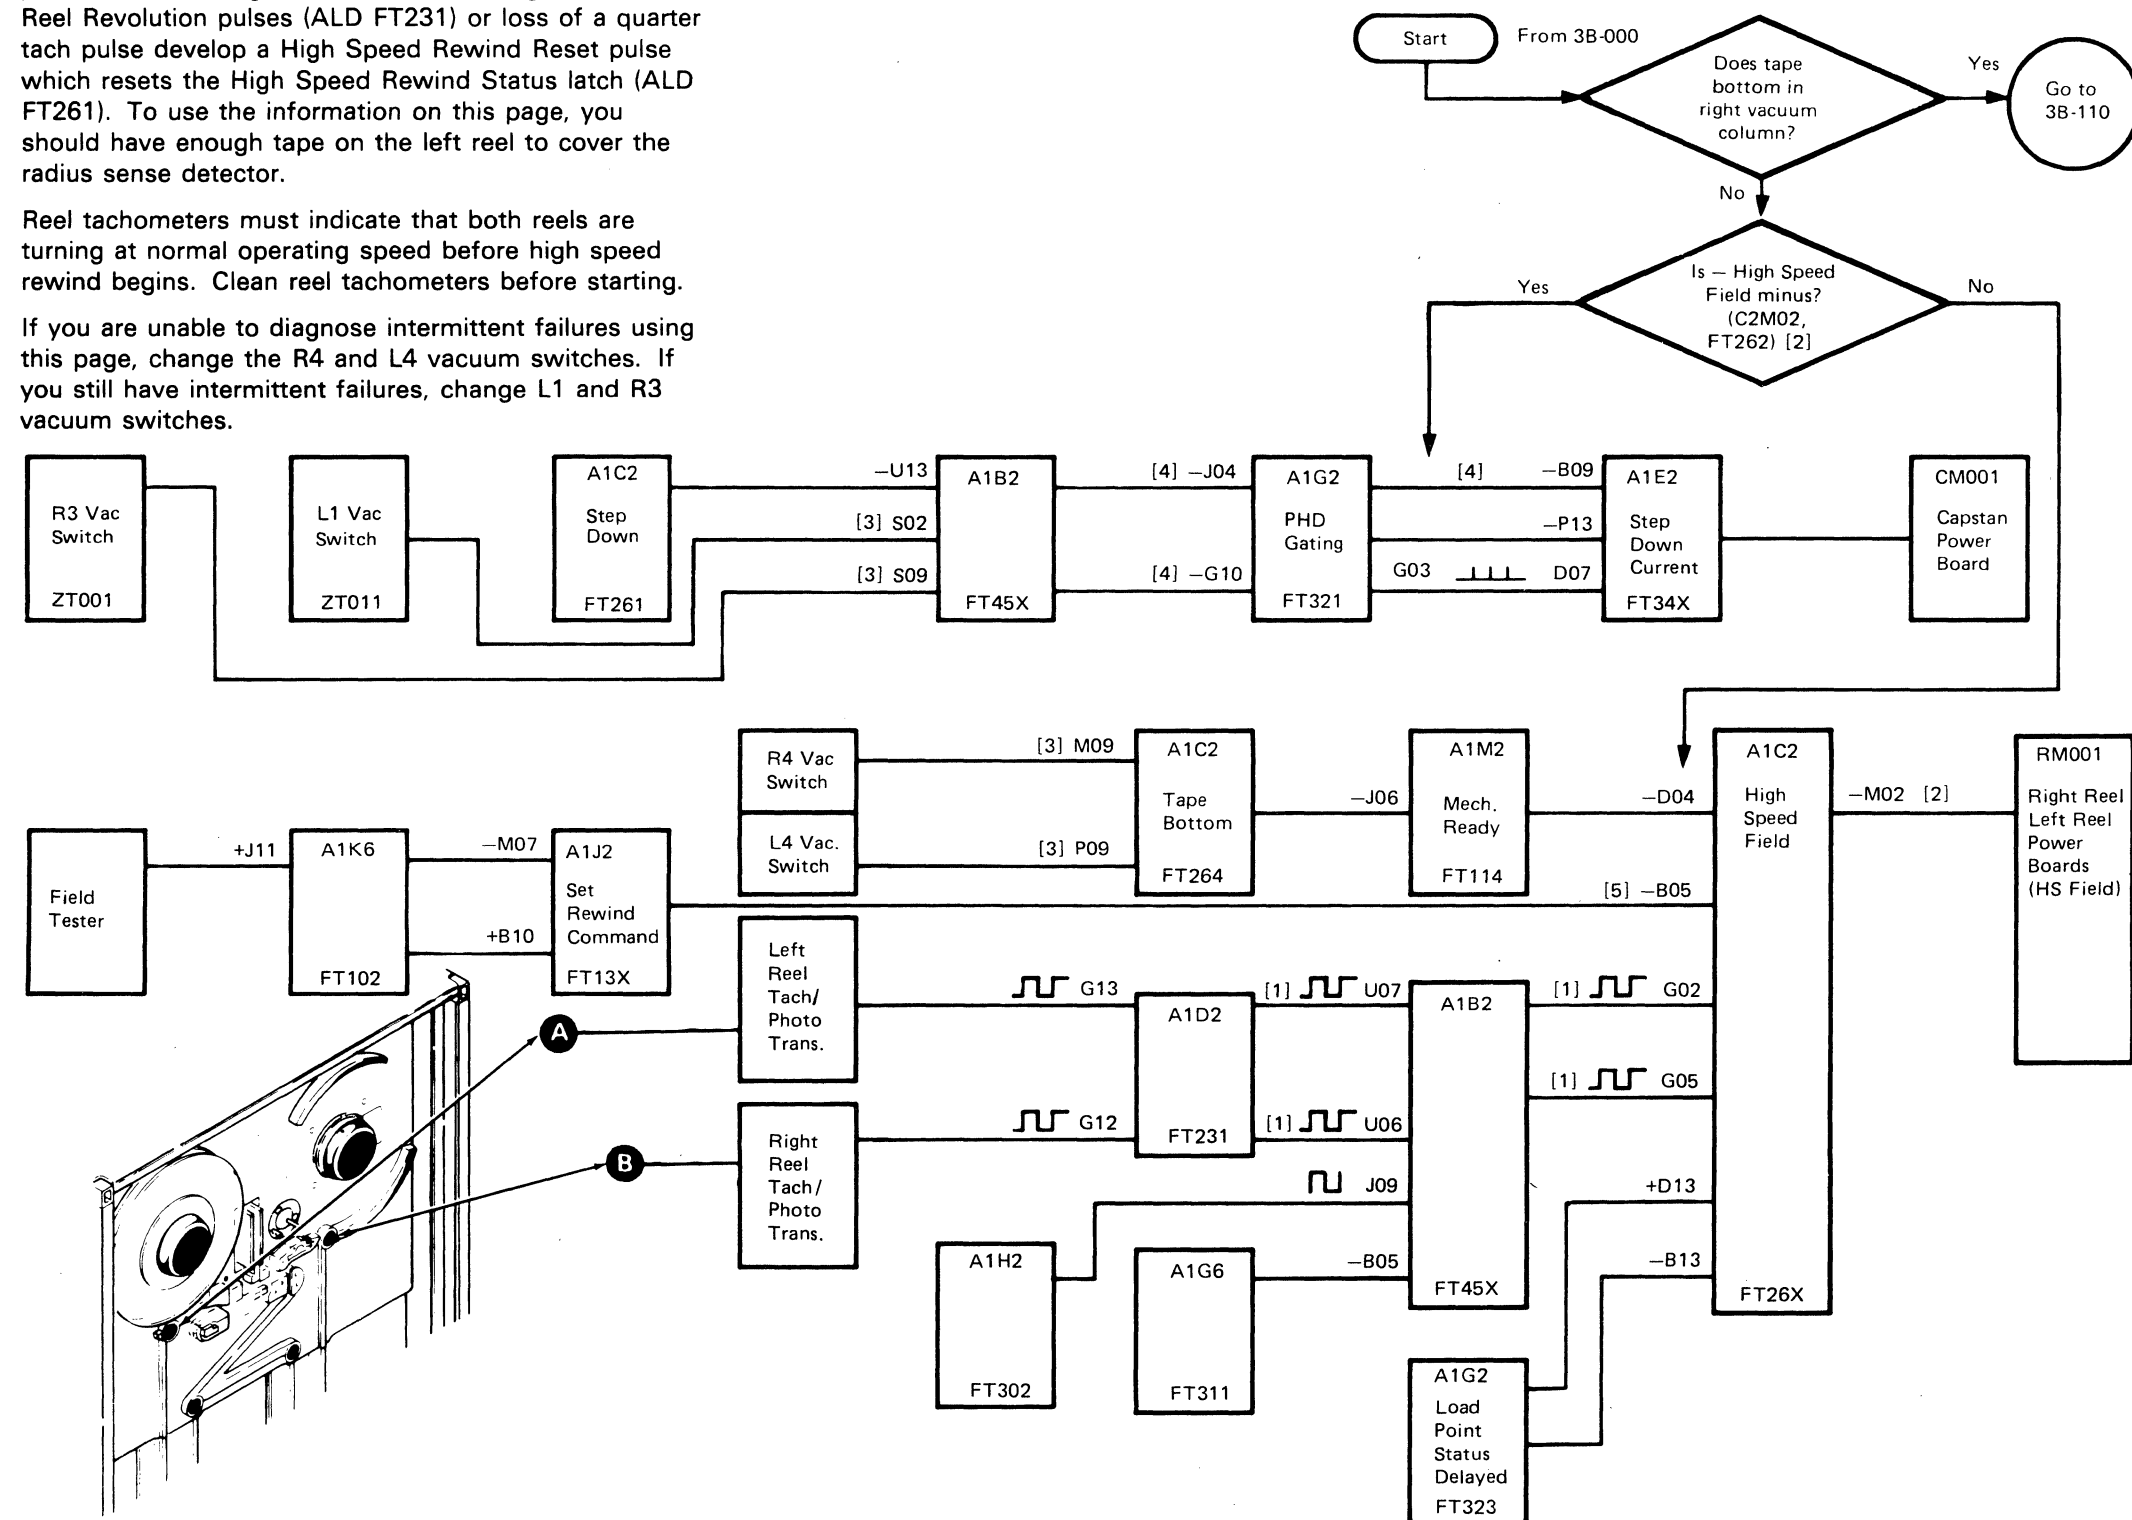 Reel Revolution pulses (ALD FT231) or loss of a quarter
tach pulse develop a High Speed Rewind Reset pulse
which resets the High Speed Rewind Status latch (ALD
FT261). To use the information on this page, you
should have enough tape on the left reel to cover the
radius sense detector.
Reel tachometers must indicate that both reels are
turning at normal operating speed before high speed
rewind begins. Clean reel tachometers before starting.
If you are unable to diagnose intermittent failures using
this page, change the R4 and L4 vacuum switches. If
you still have intermittent failures, change L1 and R3
vacuum switches.
Start
From 3B-000
Does tape
bottom in
right vacuum
column?
Yes
Go to
3B-110
No
Is — High Speed
Field minus?
(C2M02,
FT262) [2]
Yes
No
R3 Vac
Switch
ZT001
L1 Vac
Switch
ZT011
A1C2
Step
Down
FT261
—U13
[3] S02
[3] S09
A1B2
FT45X
[4] —J04
[4] —G10
A1G2
PHD
Gating
FT321
[4] —B09
—P13
G03 D07
A1E2
Step
Down
Current
FT34X
CM001
Capstan
Power
Board
R4 Vac
Switch
L4 Vac.
Switch
[3] M09
[3] P09
A1C2
Tape
Bottom
FT264
—J06
A1M2
Mech.
Ready
FT114
—D04
A1C2
High
Speed
Field
FT26X
—M02 [2]
RM001
Right Reel
Left Reel
Power
Boards
(HS Field)
Field
Tester
+J11
A1K6
FT102
—M07
+B10
A1J2
Set
Rewind
Command
FT13X
[5] —B05
A
Left
Reel
Tach/
Photo
Trans.
G13
B
Right
Reel
Tach/
Photo
Trans.
G12
A1D2
FT231
[1] U07
[1] U06
J09
—B05
A1B2
FT45X
[1] G02
[1] G05
+D13
—B13
A1H2
FT302
A1G6
FT311
A1G2
Load
Point
Status
Delayed
FT323